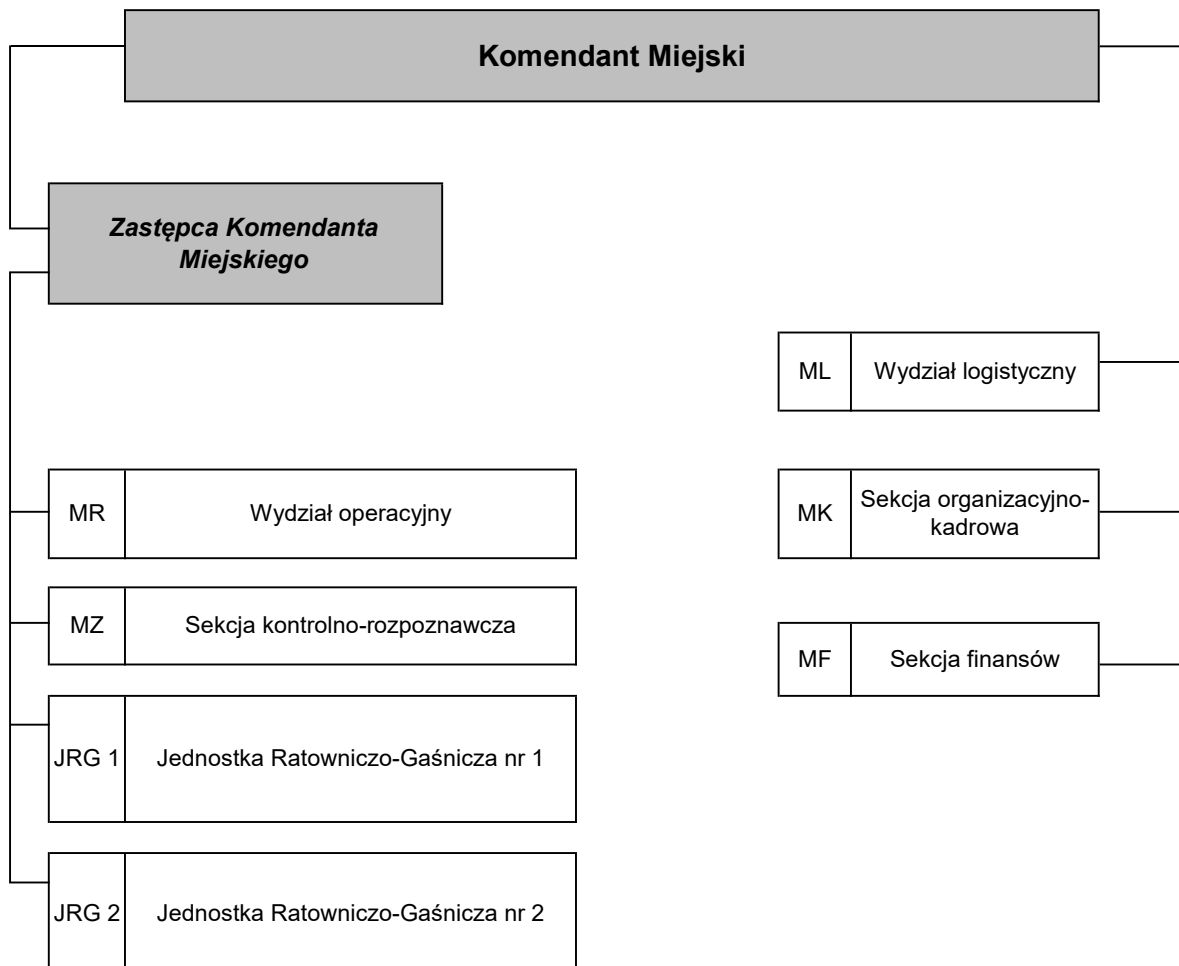 Komendant Miejski
Zastępca Komendanta
Miejskiego
ML Wydział logistyczny
MR Wydział operacyjny
MK Sekcja organizacyjno-
kadrowa
MZ Sekcja kontrolno-rozpoznawcza
MF Sekcja finansów
JRG 1 Jednostka Ratowniczo-Gaśnicza nr 1
JRG 2 Jednostka Ratowniczo-Gaśnicza nr 2